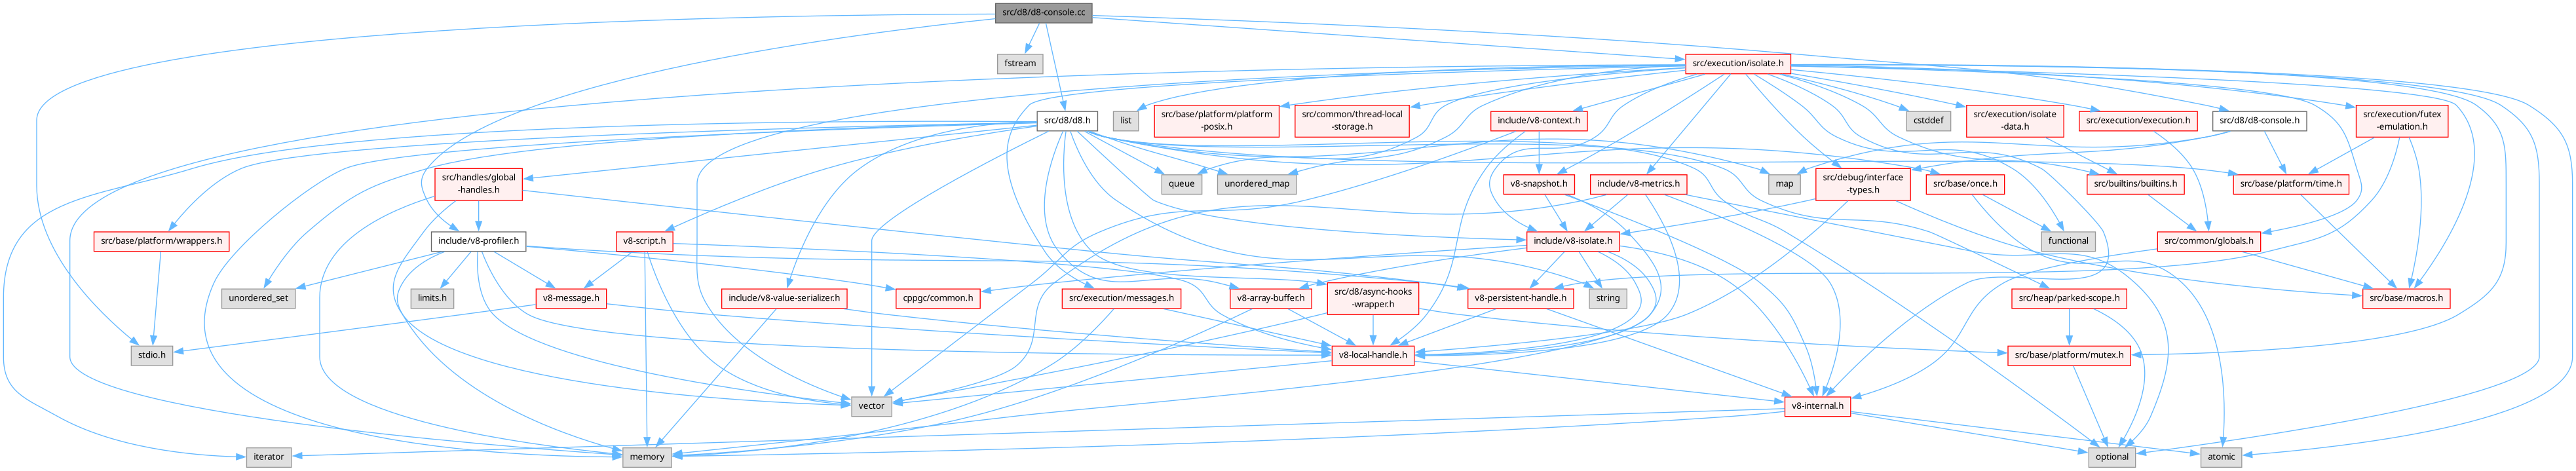 src/d8/d8-console.cc
fstream
src/execution/isolate.h
src/d8/d8.h
list
src/base/platform/platform
-posix.h
src/common/thread-local
-storage.h
include/v8-context.h
cstddef
src/execution/isolate
-data.h
src/execution/execution.h
src/d8/d8-console.h
src/execution/futex
-emulation.h
src/handles/global
-handles.h
queue
unordered_map
v8-snapshot.h
include/v8-metrics.h
map
src/debug/interface
-types.h
src/base/once.h
src/builtins/builtins.h
src/base/platform/time.h
src/base/platform/wrappers.h
include/v8-profiler.h
v8-script.h
include/v8-isolate.h
functional
src/common/globals.h
unordered_set
limits.h
v8-message.h
include/v8-value-serializer.h
cppgc/common.h
src/execution/messages.h
v8-array-buffer.h
src/d8/async-hooks
-wrapper.h
v8-persistent-handle.h
string
src/heap/parked-scope.h
src/base/macros.h
stdio.h
v8-local-handle.h
src/base/platform/mutex.h
vector
v8-internal.h
iterator
memory
optional
atomic